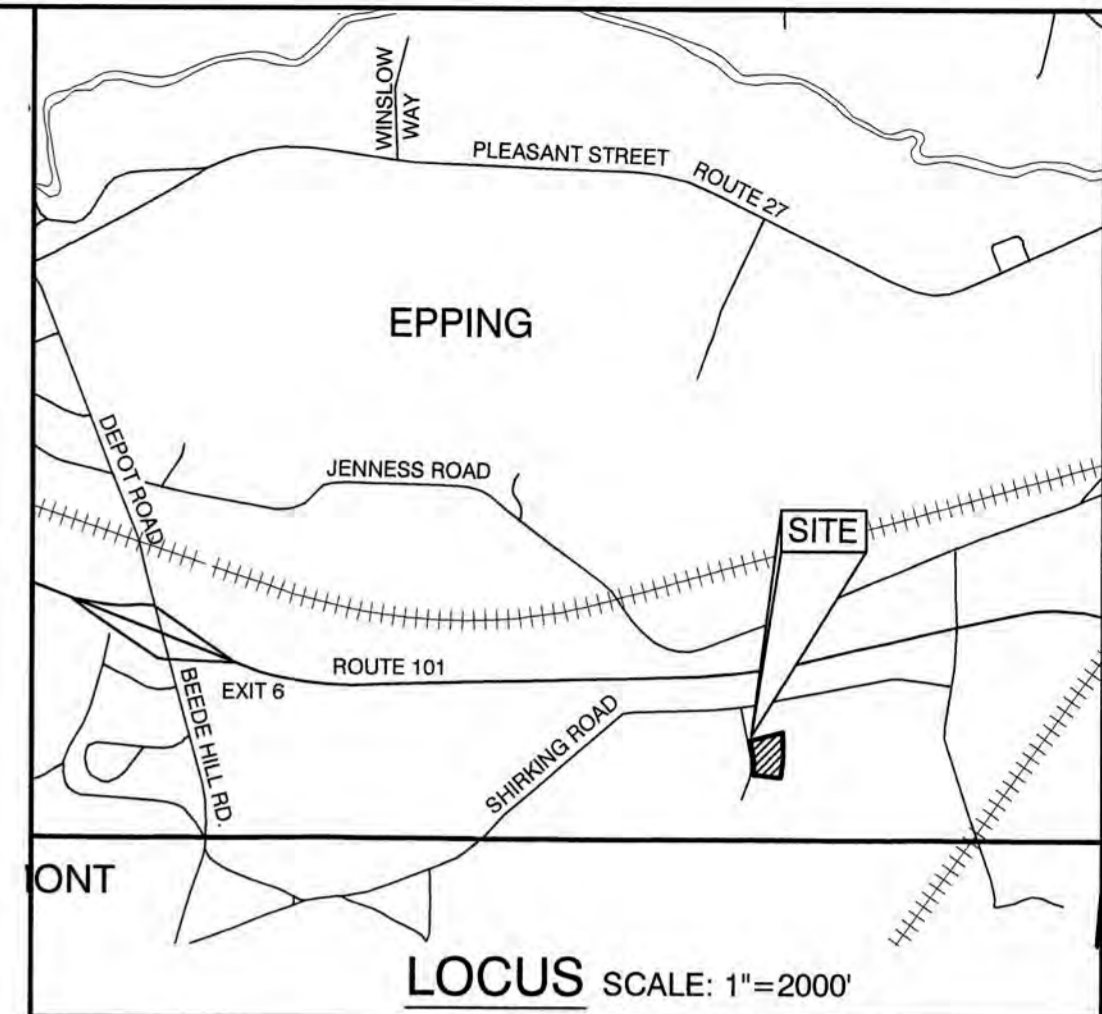 WINSLOW
WAY
PLEASANT STREET
ROUTE 27
EPPING
DEPOT ROAD
JENNESS ROAD
SITE
ROUTE 101
EXIT 6
BEEDE HILL RD.
SHIRKING ROAD
IONT
LOCUS SCALE: 1"=2000'